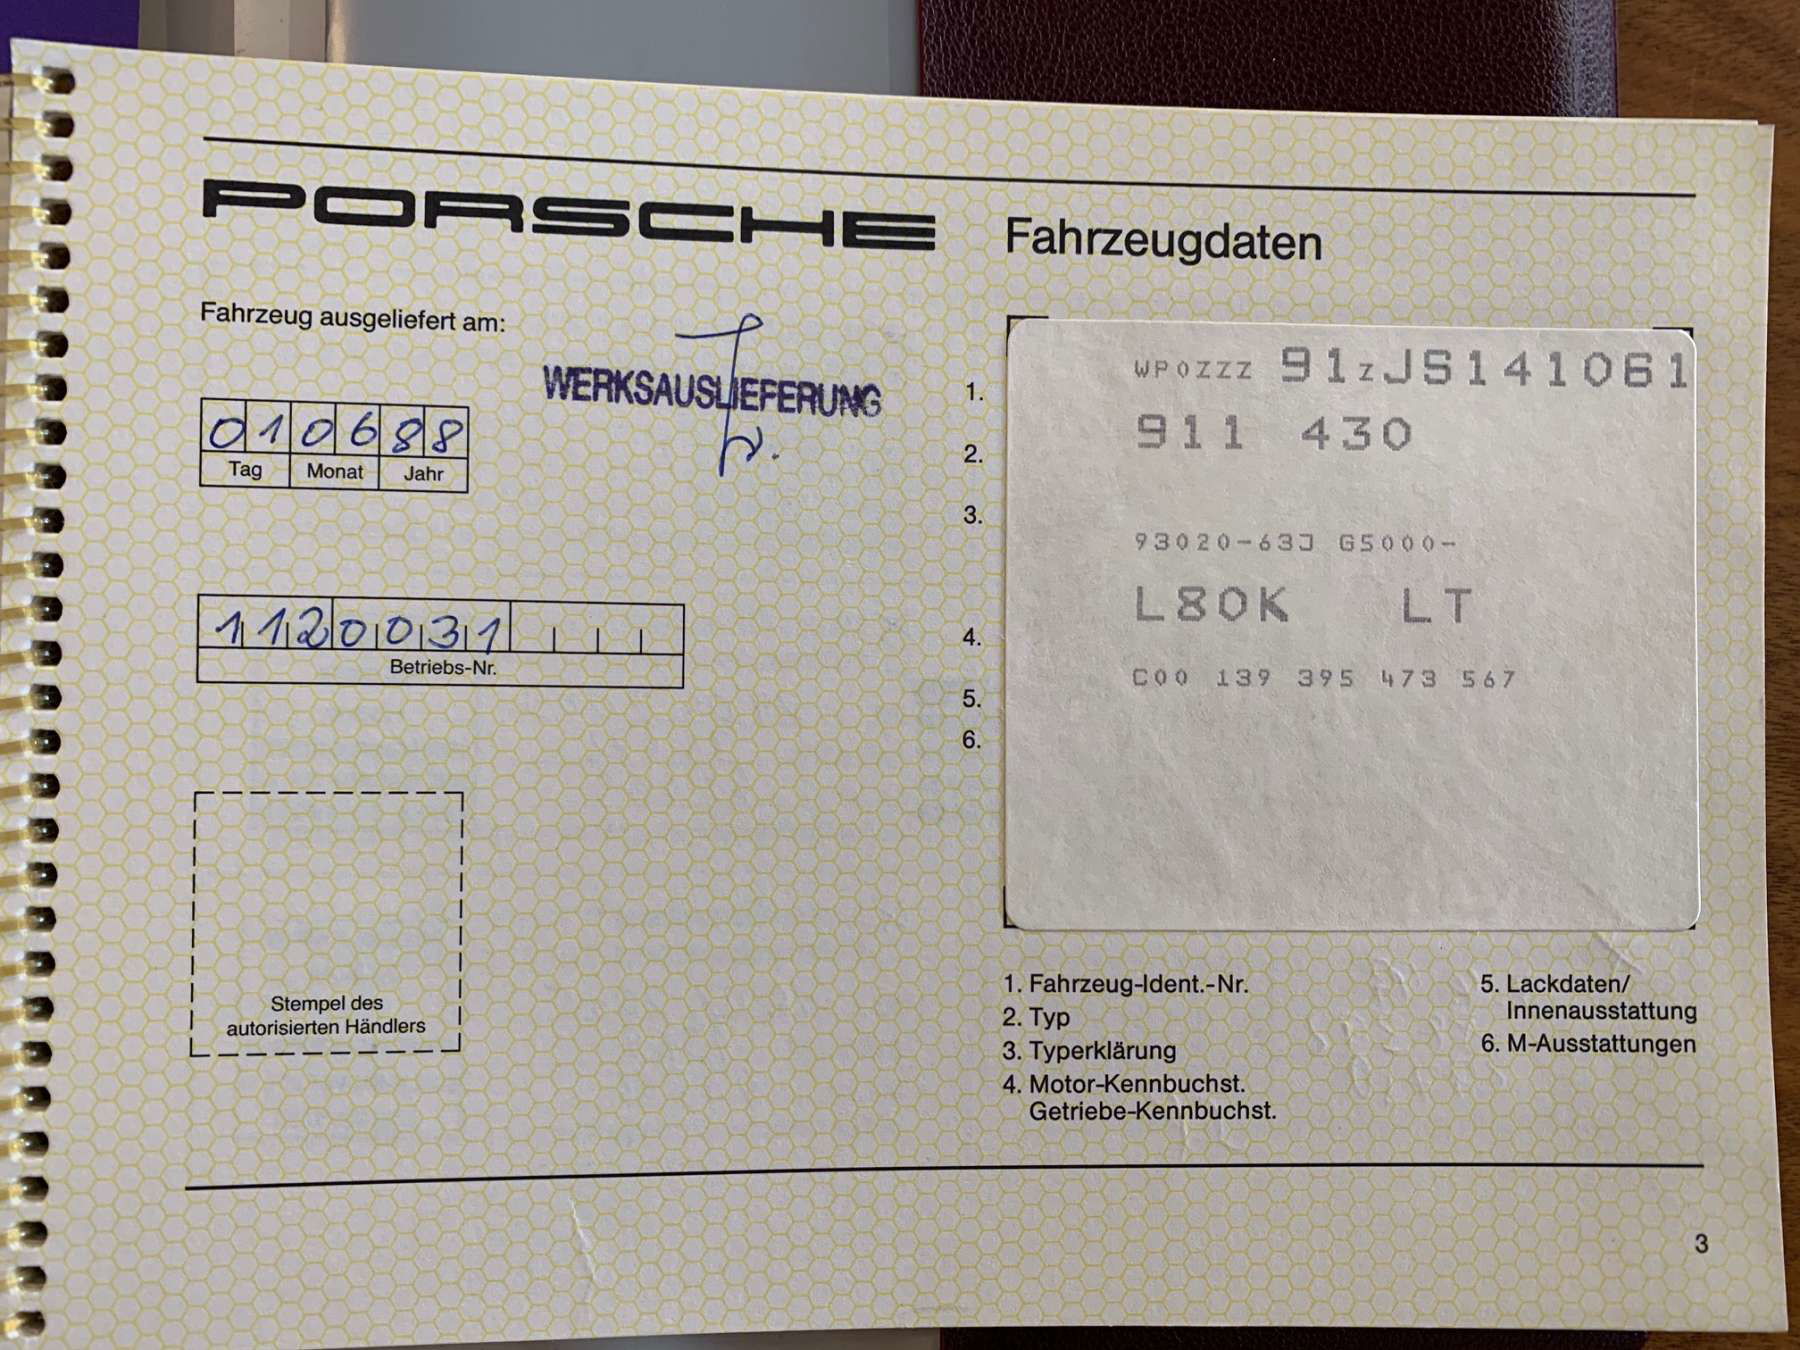 PORSCHE
Fahrzeugdaten
Fahrzeug ausgeliefert am:
WERKSAUSLIEFERUNG
010688
Tag Monat Jahr
1120031
Betriebs-Nr.
Stempel des
autorisierten Händlers
1. WP0ZZZ 91ZJS141061
2. 911 430
3.
93020-63J G5000-
4. L80K LT
5. C00 139 395 473 567
6.
1. Fahrzeug-Ident.-Nr.
2. Typ
3. Typerklärung
4. Motor-Kennbuchst.
Getriebe-Kennbuchst.
5. Lackdaten/
Innenausstattung
6. M-Ausstattungen
3